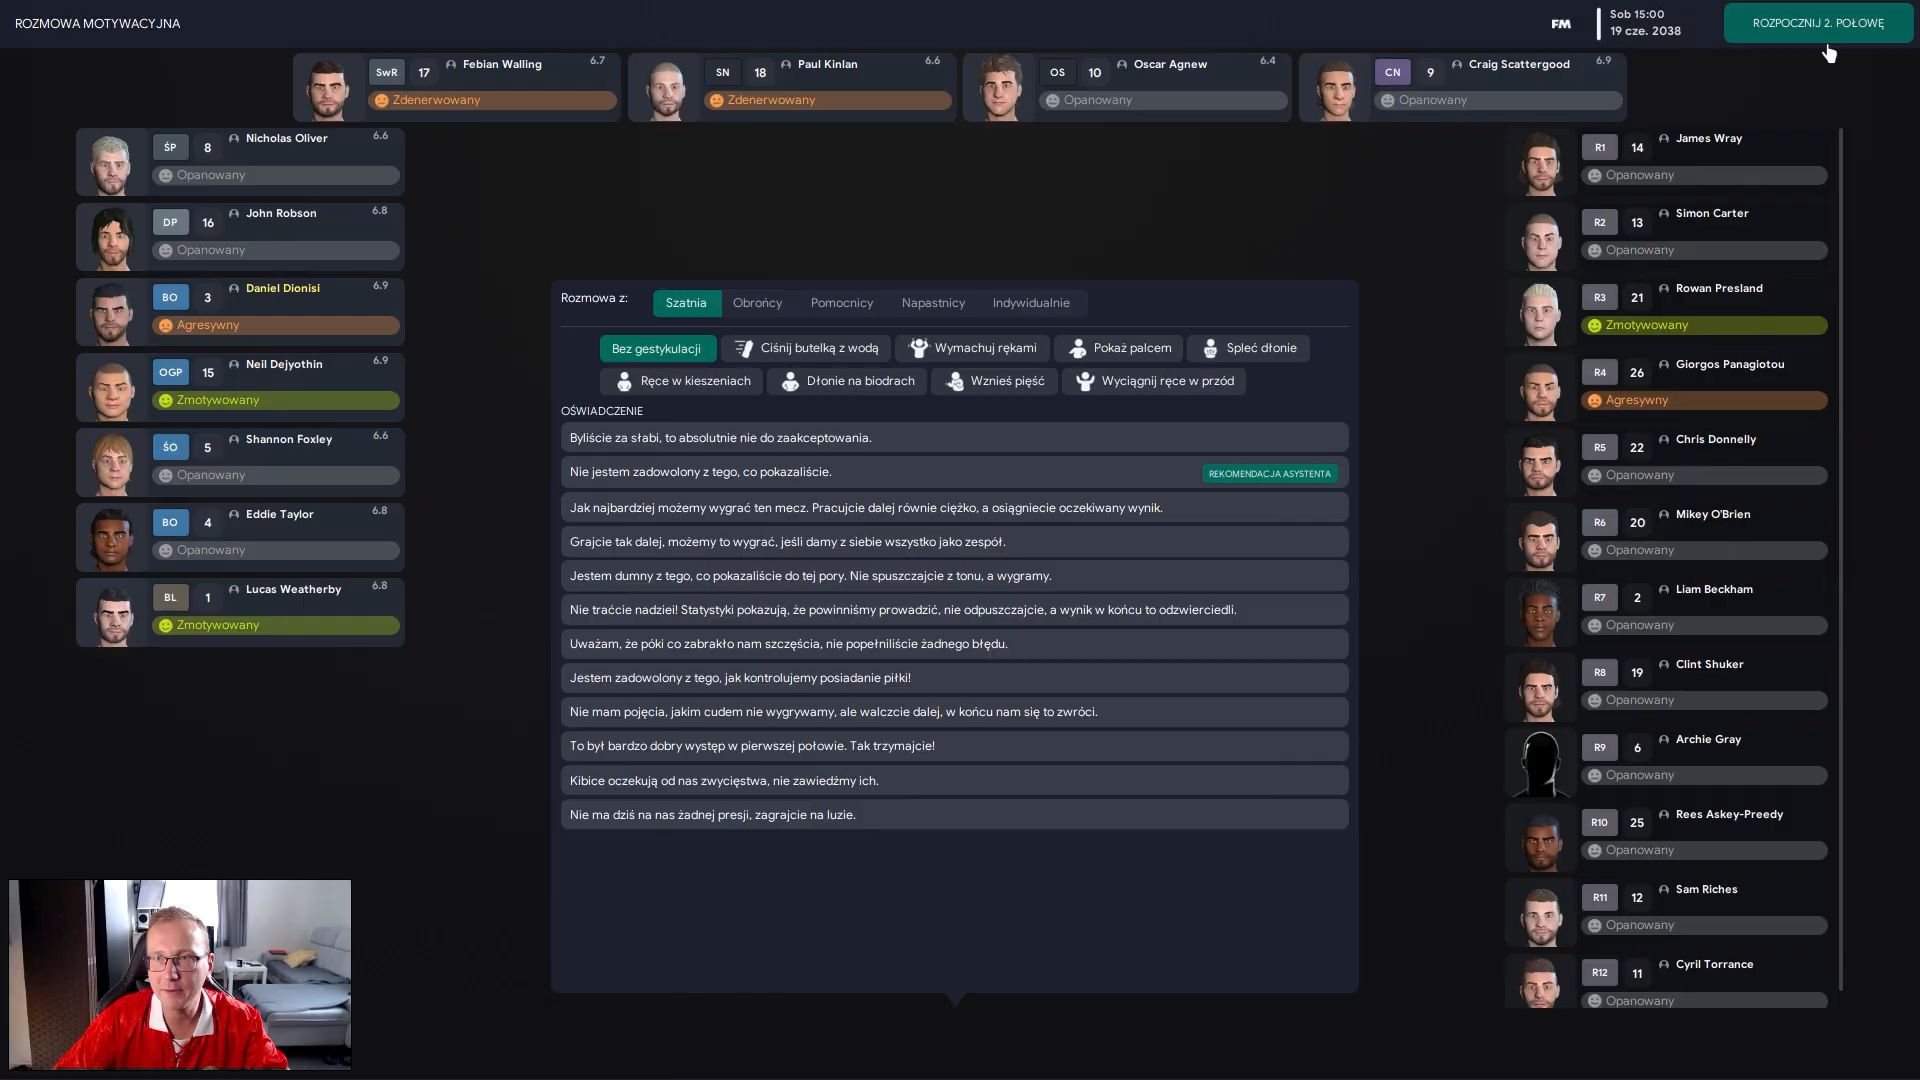 ROZMOWA MOTYWACYJNA
FM
Sob 15:00
19 cze. 2038
ROZPOCZNIJ 2. POŁOWĘ
SwR 17 Febian Walling 6.7
Zdenerwowany
SN 18 Paul Kinlan 6.6
Zdenerwowany
OS 10 Oscar Agnew 6.4
Opanowany
CN 9 Craig Scattergood 6.9
Opanowany
ŚP 8 Nicholas Oliver 6.6
Opanowany
DP 16 John Robson 6.8
Opanowany
BO 3 Daniel Dionisi 6.9
Agresywny
OGP 15 Neil Dejyothin 6.9
Zmotywowany
ŚO 5 Shannon Foxley 6.6
Opanowany
BO 4 Eddie Taylor 6.8
Opanowany
BL 1 Lucas Weatherby 6.8
Zmotywowany
Rozmowa z: Szatnia Obrońcy Pomocnicy Napastnicy Indywidualnie
Bez gestykulacji Ciśnij butelką z wodą Wymachuj rękami Pokaż palcem Spleć dłonie
Ręce w kieszeniach Dłonie na biodrach Wznieś pięść Wyciągnij ręce w przód
OŚWIADCZENIE
Byliście za słabi, to absolutnie nie do zaakceptowania.
Nie jestem zadowolony z tego, co pokazaliście. REKOMENDACJA ASYSTENTA
Jak najbardziej możemy wygrać ten mecz. Pracujcie dalej równie ciężko, a osiągniecie oczekiwany wynik.
Grajcie tak dalej, możemy to wygrać, jeśli damy z siebie wszystko jako zespół.
Jestem dumny z tego, co pokazaliście do tej pory. Nie spuszczajcie z tonu, a wygramy.
Nie traćcie nadziei! Statystyki pokazują, że powinniśmy prowadzić, nie odpuszczajcie, a wynik w końcu to odzwierciedli.
Uważam, że póki co zabrakło nam szczęścia, nie popełniliście żadnego błędu.
Jestem zadowolony z tego, jak kontrolujemy posiadanie piłki!
Nie mam pojęcia, jakim cudem nie wygrywamy, ale walczcie dalej, w końcu nam się to zwróci.
To był bardzo dobry występ w pierwszej połowie. Tak trzymajcie!
Kibice oczekują od nas zwycięstwa, nie zawiedźmy ich.
Nie ma dziś na nas żadnej presji, zagrajcie na luzie.
R1 14 James Wray
Opanowany
R2 13 Simon Carter
Opanowany
R3 21 Rowan Presland
Zmotywowany
R4 26 Giorgos Panagiotou
Agresywny
R5 22 Chris Donnelly
Opanowany
R6 20 Mikey O'Brien
Opanowany
R7 2 Liam Beckham
Opanowany
R8 19 Clint Shuker
Opanowany
R9 6 Archie Gray
Opanowany
R10 25 Rees Askey-Preedy
Opanowany
R11 12 Sam Riches
Opanowany
R12 11 Cyril Torrance
Opanowany